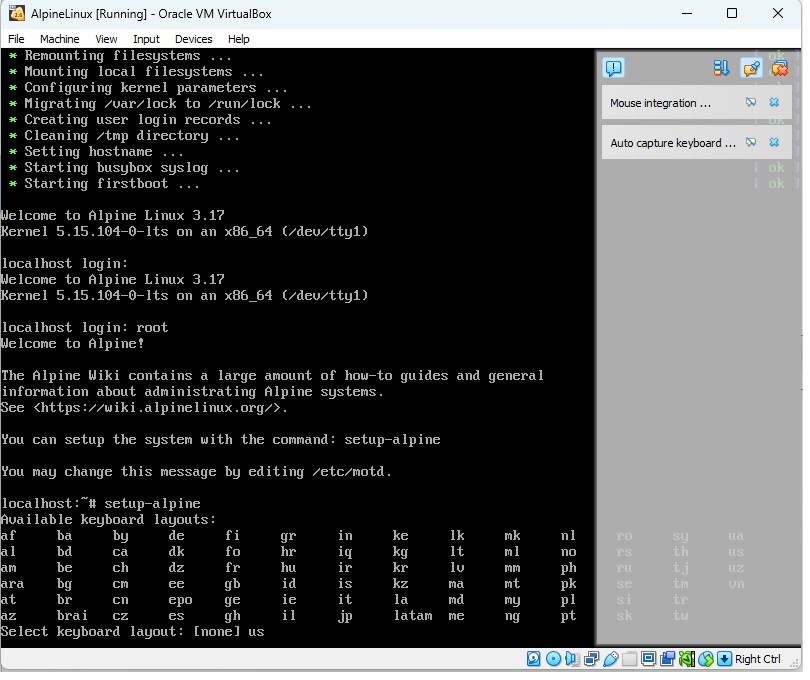 AlpineLinux [Running] - Oracle VM VirtualBox
File Machine View Input Devices Help
* Remounting filesystems ... [ ok ]
* Mounting local filesystems ...
* Configuring kernel parameters ...
* Migrating /var/lock to /run/lock ...
* Creating user login records ...
* Cleaning /tmp directory ...
* Setting hostname ...
* Starting busybox syslog ... [ ok ]
* Starting firstboot ... [ ok ]
Mouse integration ...
Auto capture keyboard ...
Welcome to Alpine Linux 3.17
Kernel 5.15.104-0-lts on an x86_64 (/dev/tty1)
localhost login:
Welcome to Alpine Linux 3.17
Kernel 5.15.104-0-lts on an x86_64 (/dev/tty1)
localhost login: root
Welcome to Alpine!
The Alpine Wiki contains a large amount of how-to guides and general
information about administrating Alpine systems.
See <https://wiki.alpinelinux.org/>.
You can setup the system with the command: setup-alpine
You may change this message by editing /etc/motd.
localhost:~# setup-alpine
Available keyboard layouts:
af ba by de fi gr in ke lk mk nl ro sy ua
al bd ca dk fo hr iq kg lt ml no rs th us
am be ch dz fr hu ir kr lv mm ph ru tj uz
ara bg cm ee gb id is kz ma mt pk se tm vn
at br cn epo ge ie it la md my pl si tr
az brai cz es gh il jp latam me ng pt sk tw
Select keyboard layout: [none] us
Right Ctrl